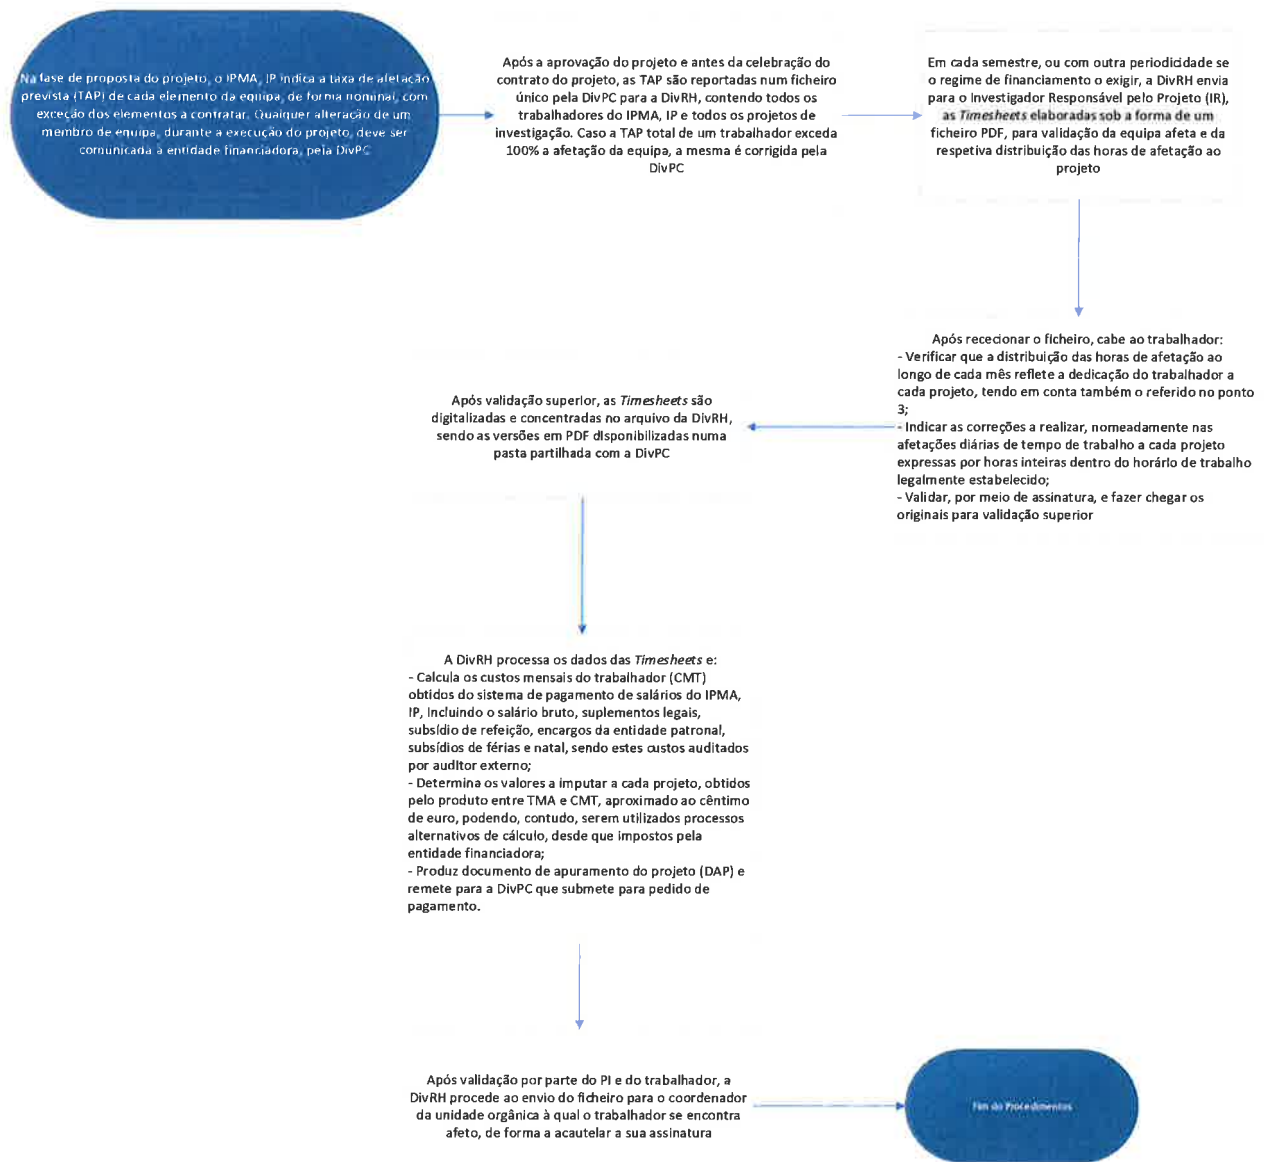 Na fase de proposta do projeto, o IPMA, IP indica a taxa de afetação
prevista (TAP) de cada elemento da equipa, de forma nominal, com
exceção dos elementos a contratar. Qualquer alteração de um
membro de equipa, durante a execução do projeto, deve ser
comunicada à entidade financiadora, pela DivPC
Após a aprovação do projeto e antes da celebração do
contrato do projeto, as TAP são reportadas num ficheiro
único pela DivPC para a DivRH, contendo todos os
trabalhadores do IPMA, IP e todos os projetos de
investigação. Caso a TAP total de um trabalhador exceda
100% a afetação da equipa, a mesma é corrigida pela
DivPC
Em cada semestre, ou com outra periodicidade se
o regime de financiamento o exigir, a DivRH envia
para o Investigador Responsável pelo Projeto (IR),
as Timesheets elaboradas sob a forma de um
ficheiro PDF, para validação da equipa afeta e da
respetiva distribuição das horas de afetação ao
projeto
Após rececionar o ficheiro, cabe ao trabalhador:
- Verificar que a distribuição das horas de afetação ao
longo de cada mês reflete a dedicação do trabalhador a
cada projeto, tendo em conta também o referido no ponto
3;
- Indicar as correções a realizar, nomeadamente nas
afetações diárias de tempo de trabalho a cada projeto
expressas por horas inteiras dentro do horário de trabalho
legalmente estabelecido;
- Validar, por meio de assinatura, e fazer chegar os
originais para validação superior
Após validação superior, as Timesheets são
digitalizadas e concentradas no arquivo da DivRH,
sendo as versões em PDF disponibilizadas numa
pasta partilhada com a DivPC
A DivRH processa os dados das Timesheets e:
- Calcula os custos mensais do trabalhador (CMT)
obtidos do sistema de pagamento de salários do IPMA,
IP, incluindo o salário bruto, suplementos legais,
subsídio de refeição, encargos da entidade patronal,
subsídios de férias e natal, sendo estes custos auditados
por auditor externo;
- Determina os valores a imputar a cada projeto, obtidos
pelo produto entre TMA e CMT, aproximado ao cêntimo
de euro, podendo, contudo, serem utilizados processos
alternativos de cálculo, desde que impostos pela
entidade financiadora;
- Produz documento de apuramento do projeto (DAP) e
remete para a DivPC que submete para pedido de
pagamento.
Após validação por parte do PI e do trabalhador, a
DivRH procede ao envio do ficheiro para o coordenador
da unidade orgânica à qual o trabalhador se encontra
afeto, de forma a acautelar a sua assinatura
Fim do Procedimentos